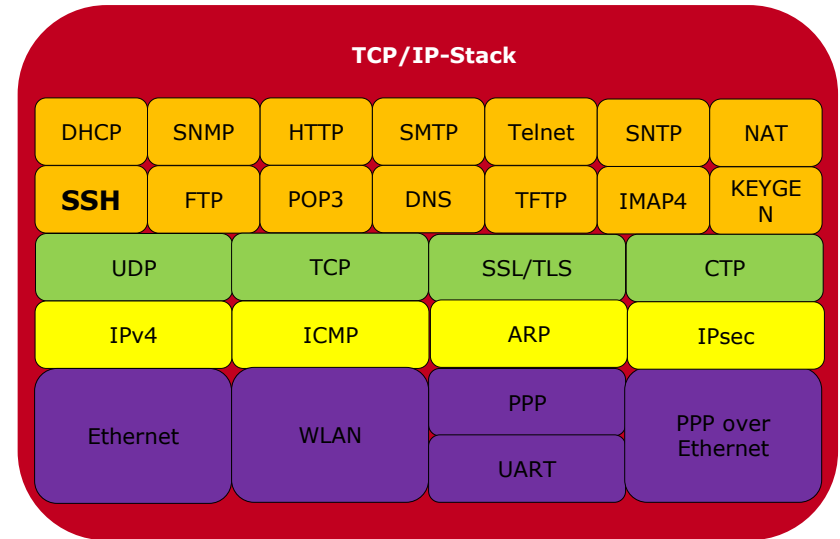 TCP/IP-Stack
DHCP SNMP HTTP SMTP Telnet SNTP NAT
SSH FTP POP3 DNS TFTP IMAP4 KEYGE
N
UDP TCP SSL/TLS CTP
IPv4 ICMP ARP IPsec
Ethernet WLAN PPP PPP over
Ethernet
UART